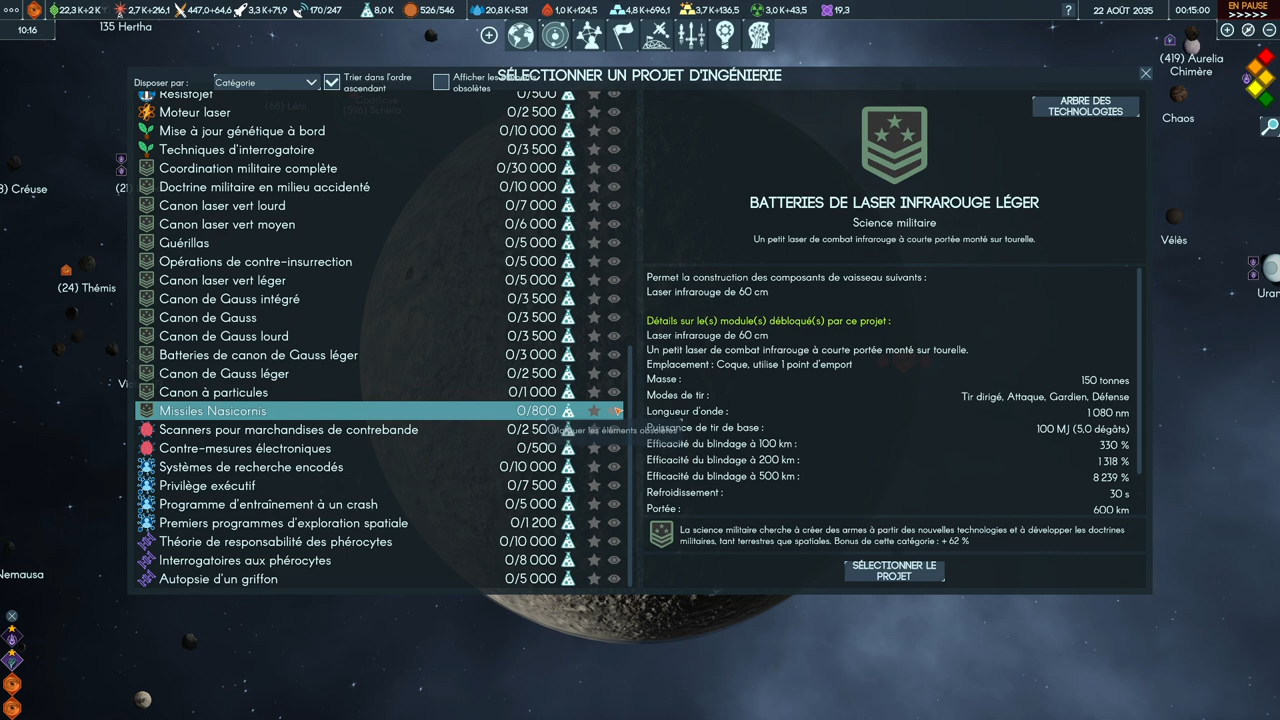 22,3 K+2 K
2,7 K+216,1
447,0+64,6
3,3 K+71,9
170/247
8,0 K
526/546
20,8 K+531
1,0 K+124,5
4,8 K+696,1
3,7 K+136,5
3,0 K+43,5
19,3
?
22 AOÛT 2035
00:15:00
EN PAUSE
>>>>>
135 Hertha
10:16
(419) Aurelia
Chimère
SÉLECTIONNER UN PROJET D'INGÉNIERIE
Disposer par :
Catégorie
Trier dans l'ordre
ascendant
Afficher les éléments
obsolètes
ARBRE DES
TECHNOLOGIES
Résistojet 0/500
Moteur laser 0/2 500
Mise à jour génétique à bord 0/10 000
Techniques d'interrogatoire 0/3 500
Coordination militaire complète 0/30 000
Doctrine militaire en milieu accidenté 0/10 000
Canon laser vert lourd 0/7 000
Canon laser vert moyen 0/6 000
Guérillas 0/5 000
Opérations de contre-insurrection 0/5 000
Canon laser vert léger 0/5 000
Canon de Gauss intégré 0/3 500
Canon de Gauss 0/3 500
Canon de Gauss lourd 0/3 500
Batteries de canon de Gauss léger 0/3 000
Canon de Gauss léger 0/2 500
Canon à particules 0/1 000
Missiles Nasicornis 0/800
Scanners pour marchandises de contrebande 0/2 500
Marquer les éléments obsolètes
Contre-mesures électroniques 0/500
Systèmes de recherche encodés 0/10 000
Privilège exécutif 0/7 500
Programme d'entraînement à un crash 0/5 000
Premiers programmes d'exploration spatiale 0/1 200
Théorie de responsabilité des phérocytes 0/10 000
Interrogatoires aux phérocytes 0/8 000
Autopsie d'un griffon 0/5 000
BATTERIES DE LASER INFRAROUGE LÉGER
Science militaire
Un petit laser de combat infrarouge à courte portée monté sur tourelle.
Permet la construction des composants de vaisseau suivants :
Laser infrarouge de 60 cm
Détails sur le(s) module(s) débloqué(s) par ce projet :
Laser infrarouge de 60 cm
Un petit laser de combat infrarouge à courte portée monté sur tourelle.
Emplacement : Coque, utilise 1 point d'emport
Masse : 150 tonnes
Modes de tir : Tir dirigé, Attaque, Gardien, Défense
Longueur d'onde : 1 080 nm
Puissance de tir de base : 100 MJ (5,0 dégâts)
Efficacité du blindage à 100 km : 330 %
Efficacité du blindage à 200 km : 1 318 %
Efficacité du blindage à 500 km : 8 239 %
Refroidissement : 30 s
Portée : 600 km
La science militaire cherche à créer des armes à partir des nouvelles technologies et à développer les doctrines
militaires, tant terrestres que spatiales. Bonus de cette catégorie : + 62 %
SÉLECTIONNER LE
PROJET
Chaos
Vélès
Uran
) Créuse
(21
(24) Thémis
Vi
Nemausa